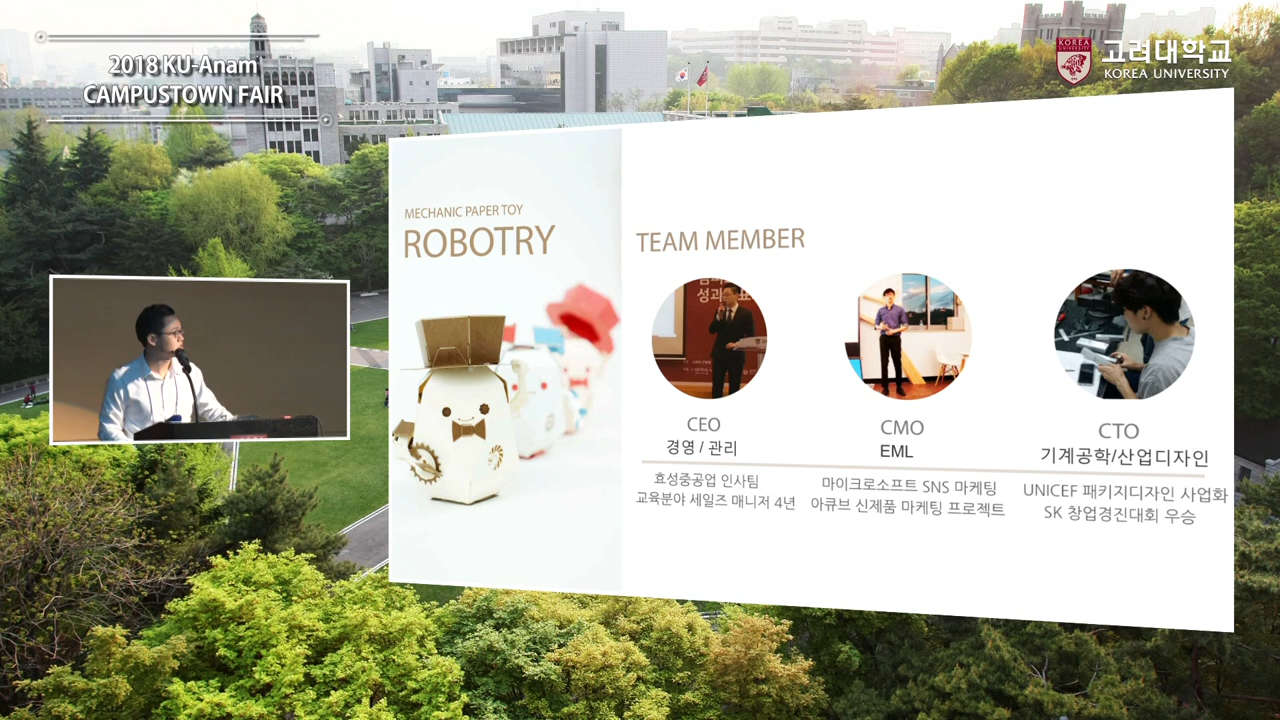 2018 KU-Anam
CAMPUSTOWN FAIR
KOREA
고려대학교
KOREA UNIVERSITY
MECHANIC PAPER TOY
ROBOTRY
TEAM MEMBER
CEO
경영 / 관리
효성중공업 인사팀
교육분야 세일즈 매니저 4년
CMO
EML
마이크로소프트 SNS 마케팅
아큐브 신제품 마케팅 프로젝트
CTO
기계공학/산업디자인
UNICEF 패키지디자인 사업화
SK 창업경진대회 우승